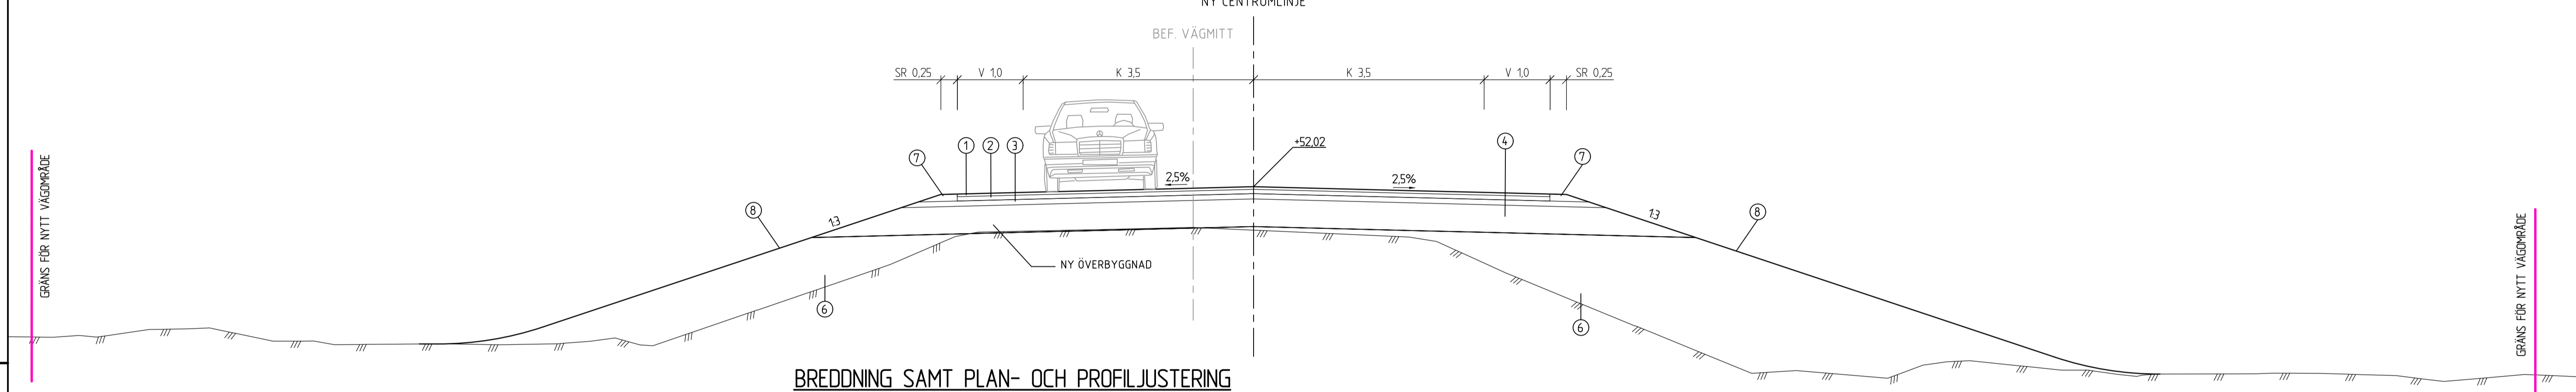 NY CENTRUMLINJE
BEF. VÄGMITT
SR 0,25
V 1,0
K 3,5
K 3,5
V 1,0
SR 0,25
7
1
2
3
+52,02
4
7
2,5%
2,5%
8
1:3
1:3
8
GRÄNS FÖR NYTT VÄGOMRÅDE
GRÄNS FÖR NYTT VÄGOMRÅDE
NY ÖVERBYGGNAD
6
6
BREDDNING SAMT PLAN- OCH PROFILJUSTERING